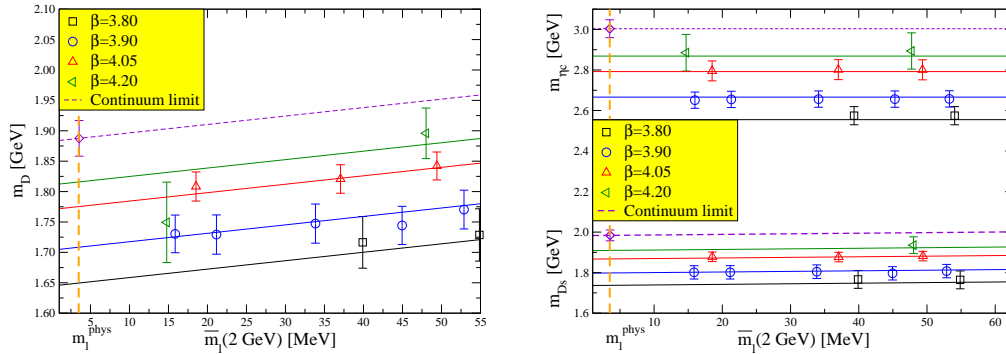 2.10
2.05
2.00
1.95
1.90
1.85
1.80
1.75
1.70
1.65
1.60
m_D [GeV]
β=3.80
β=3.90
β=4.05
β=4.20
Continuum limit
5 10 15 20 25 30 35 40 45 50 55
m_l^phys
m̅_l(2 GeV) [MeV]
3.0
2.8
2.6
2.4
2.2
2.0
1.8
1.6
m_ηc [GeV]
m_Ds [GeV]
β=3.80
β=3.90
β=4.05
β=4.20
Continuum limit
10 20 30 40 50 60
m_l^phys
m̅_l(2 GeV) [MeV]